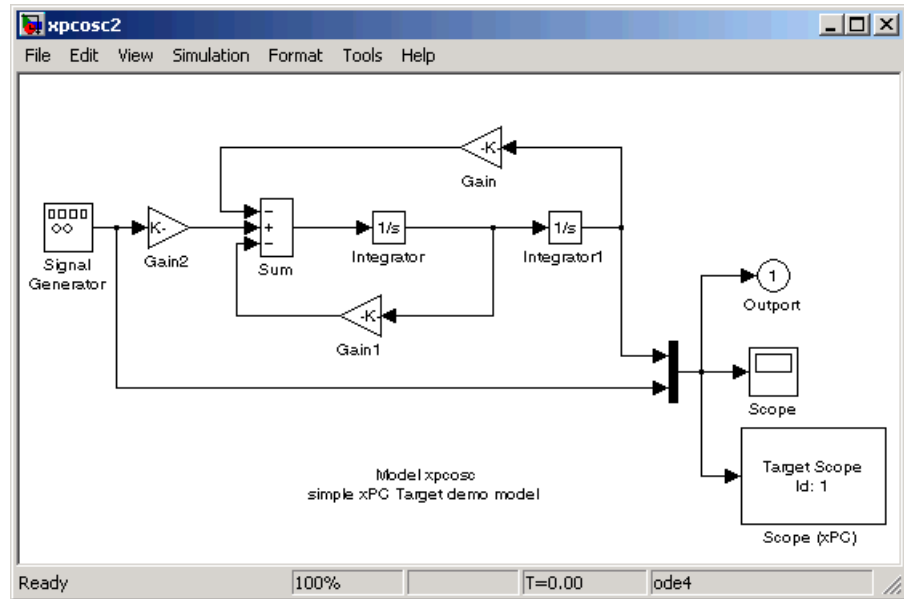 xpcosc2
File Edit View Simulation Format Tools Help
-K-
Gain
Signal
Generator
K-
Gain2
−
+
−
Sum
1/s
Integrator
1/s
Integrator1
-K-
Gain1
1
Outport
Scope
Target Scope
Id: 1
Scope (xPC)
Model xpcosc
simple xPC Target demo model
Ready 100% T=0.00 ode4